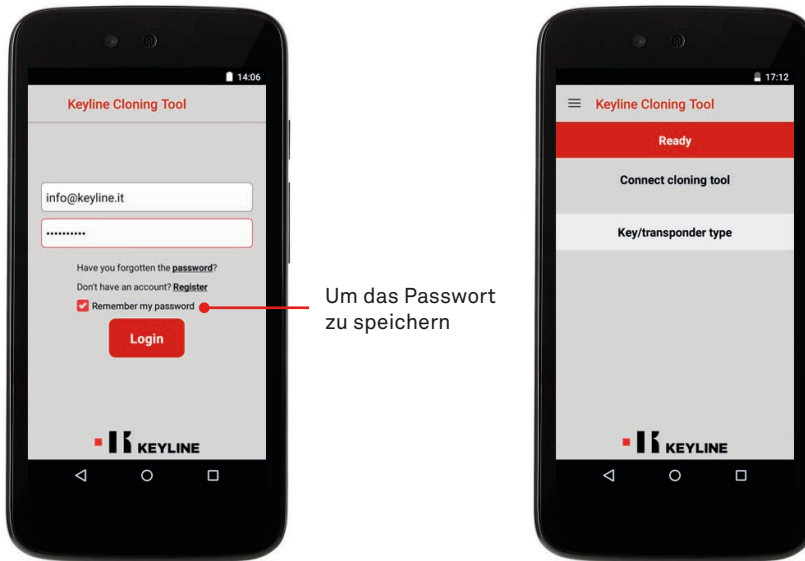 14:06
Keyline Cloning Tool
info@keyline.it
••••••••••
Have you forgotten the password?
Don't have an account? Register
Remember my password
Login
KEYLINE
Um das Passwort
zu speichern
17:12
Keyline Cloning Tool
Ready
Connect cloning tool
Key/transponder type
KEYLINE